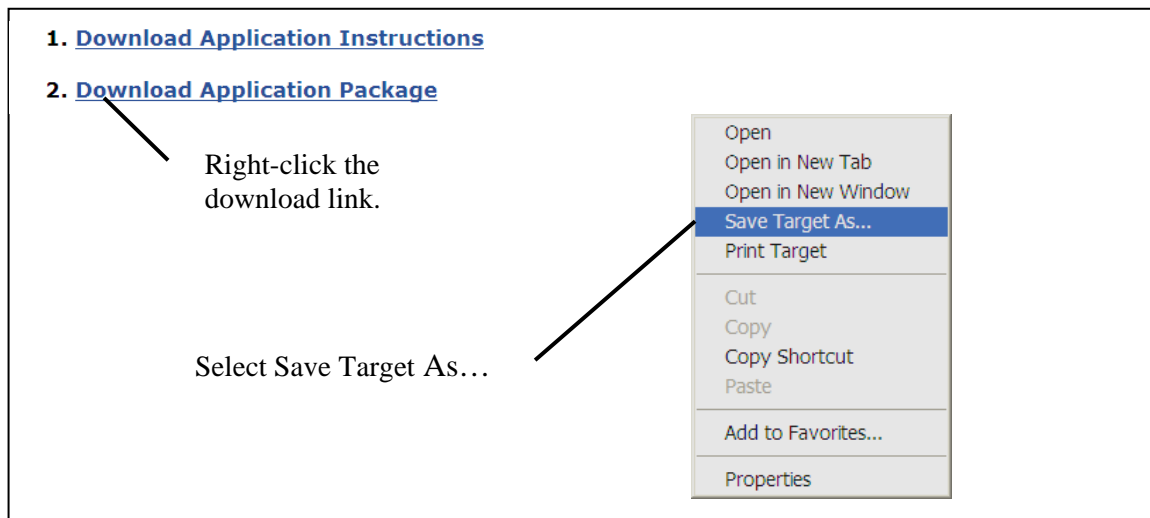 1. Download Application Instructions
2. Download Application Package
Right-click the
download link.
Select Save Target As…
Open
Open in New Tab
Open in New Window
Save Target As...
Print Target
Cut
Copy
Copy Shortcut
Paste
Add to Favorites...
Properties